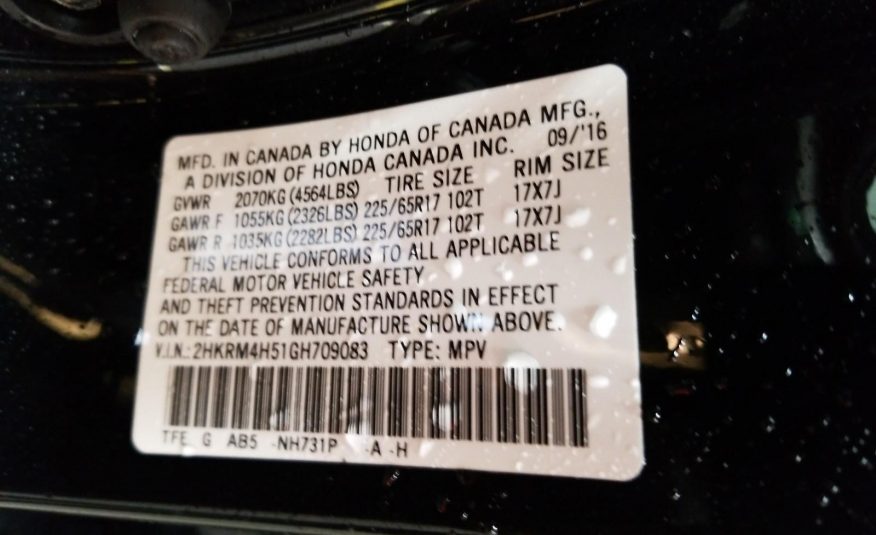 MFD. IN CANADA BY HONDA OF CANADA MFG.,
A DIVISION OF HONDA CANADA INC. 09/'16
GVWR 2070KG (4564LBS) TIRE SIZE RIM SIZE
GAWR F 1055KG (2326LBS) 225/65R17 102T 17X7J
GAWR R 1035KG (2282LBS) 225/65R17 102T 17X7J
THIS VEHICLE CONFORMS TO ALL APPLICABLE
FEDERAL MOTOR VEHICLE SAFETY
AND THEFT PREVENTION STANDARDS IN EFFECT
ON THE DATE OF MANUFACTURE SHOWN ABOVE.
V.I.N.: 2HKRM4H51GH709083 TYPE: MPV
TFE G AB5 -NH731P -A -H